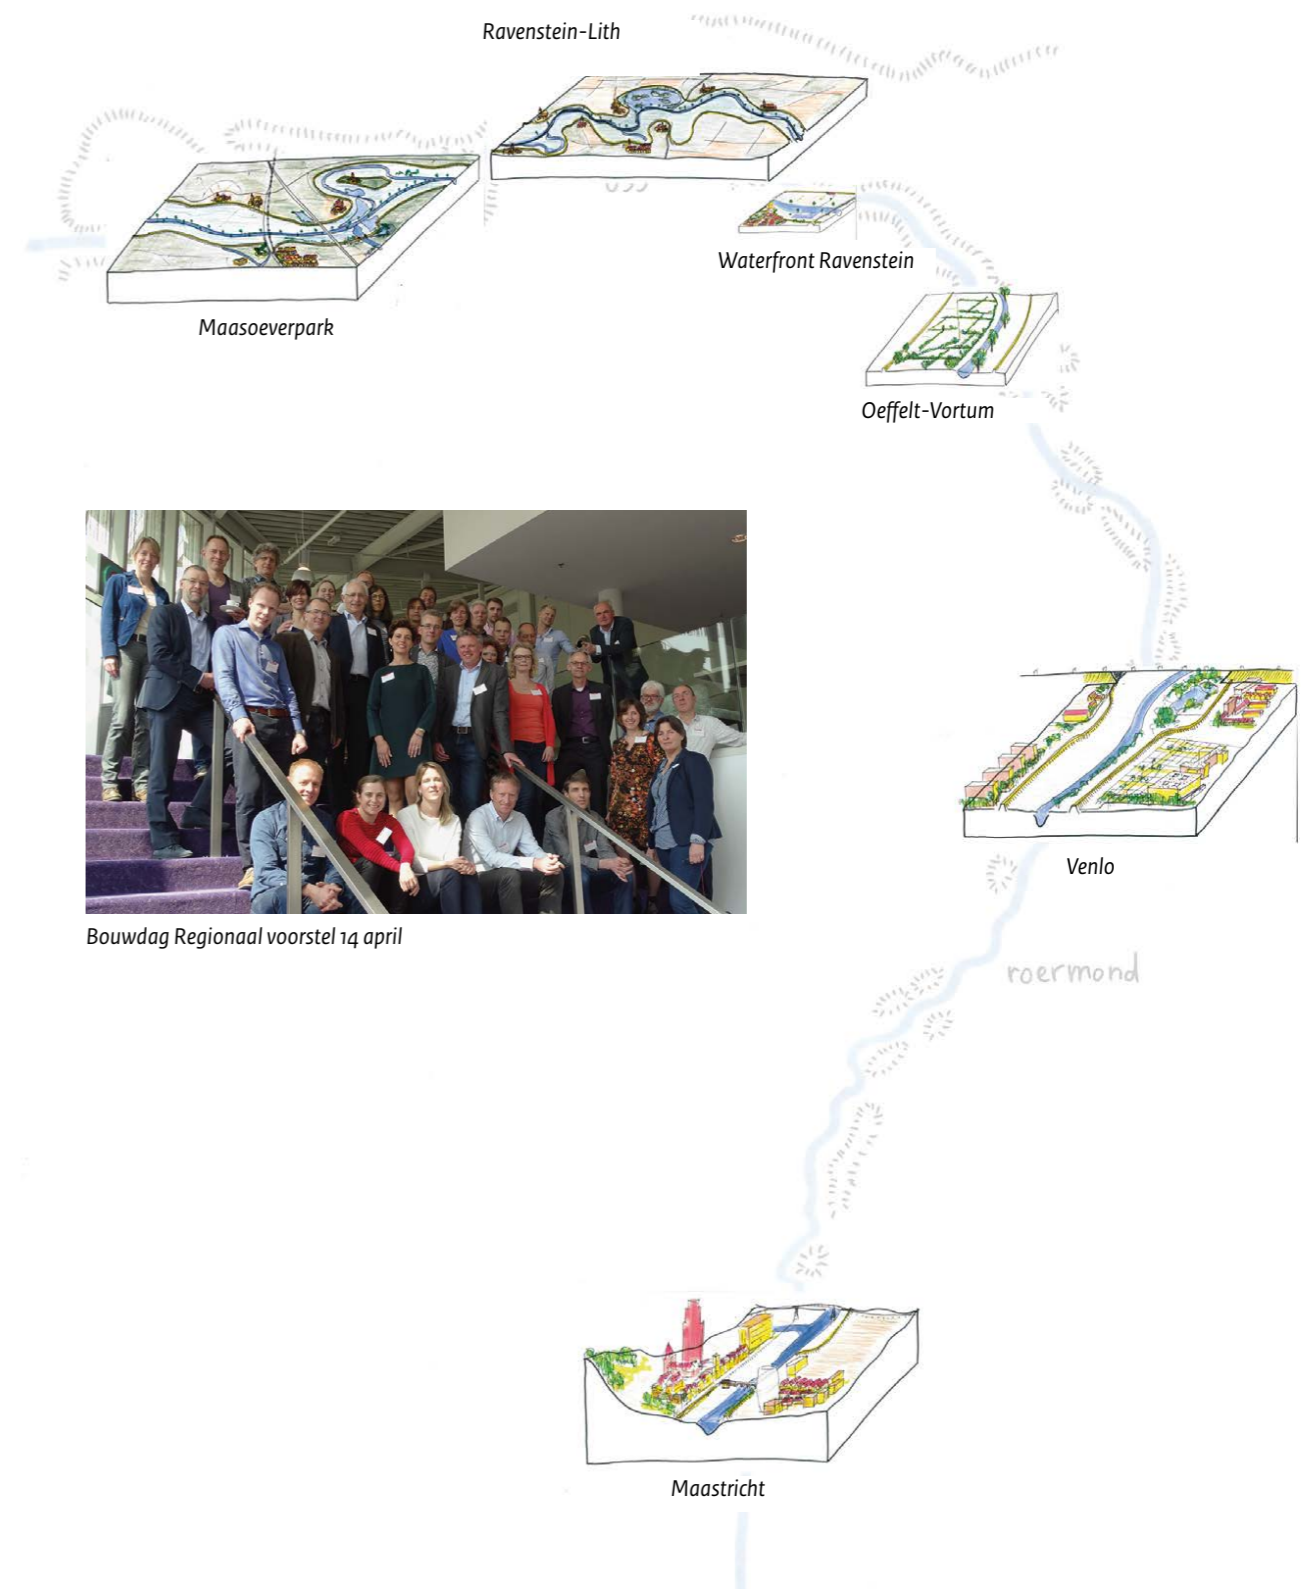 Ravenstein-Lith
Waterfront Ravenstein
Maasoeverpark
Oeffelt-Vortum
Venlo
Bouwdag Regionaal voorstel 14 april
roermond
Maastricht